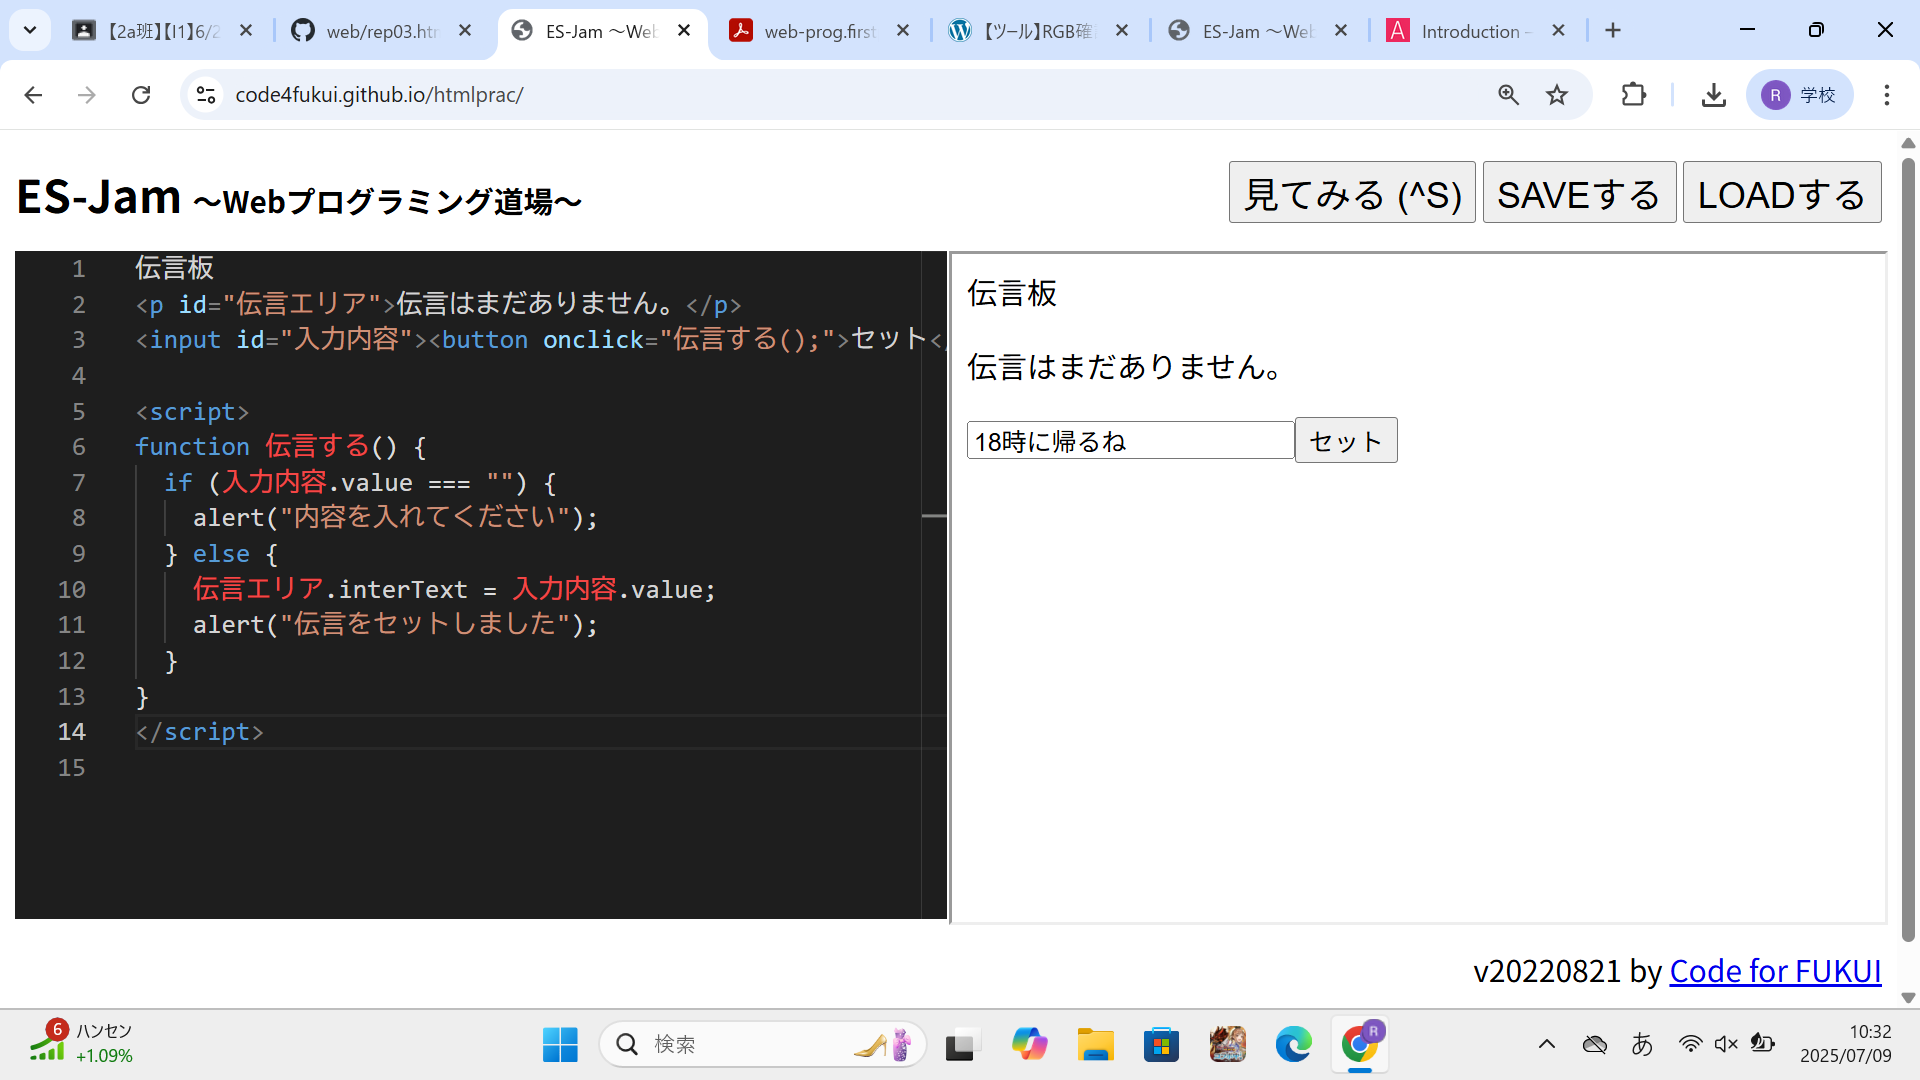 【2a班】【I1】6/2
web/rep03.htm
ES-Jam ～Web
web-prog.first
【ツール】RGB確
ES-Jam ～Web
Introduction -
code4fukui.github.io/htmlprac/
R 学校
ES-Jam ～Webプログラミング道場～
見てみる (^S)
SAVEする
LOADする
1 伝言板
2 <p id="伝言エリア">伝言はまだありません。</p>
3 <input id="入力内容"><button onclick="伝言する();">セット<
4
5 <script>
6 function 伝言する() {
7 if (入力内容.value === "") {
8 alert("内容を入れてください");
9 } else {
10 伝言エリア.interText = 入力内容.value;
11 alert("伝言をセットしました");
12 }
13 }
14 </script>
15
伝言板
伝言はまだありません。
18時に帰るね
セット
v20220821 by Code for FUKUI
6
ハンセン
+1.09%
検索
R
あ
10:32
2025/07/09